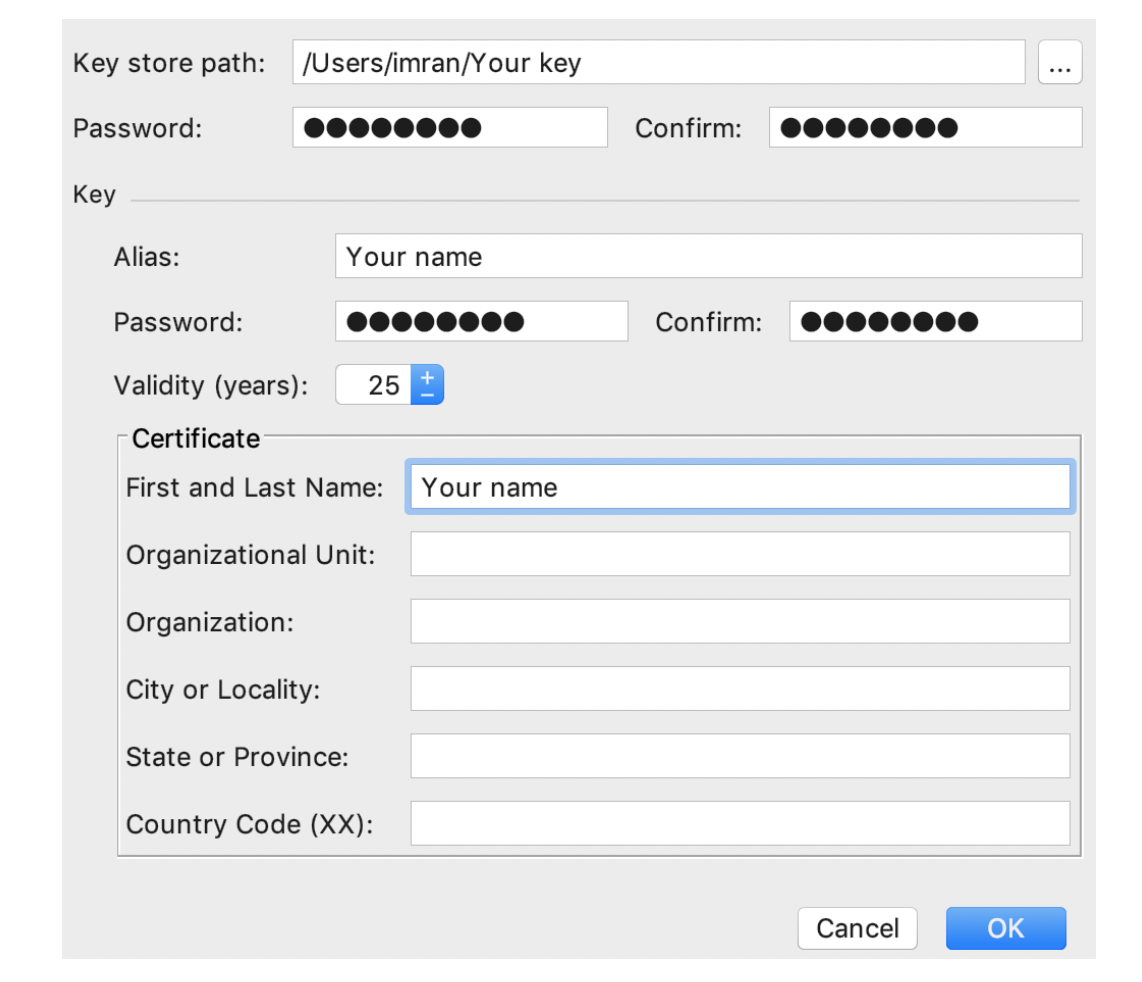 Key store path: /Users/imran/Your key ...
Password: ●●●●●●●● Confirm: ●●●●●●●●
Key
Alias: Your name
Password: ●●●●●●●● Confirm: ●●●●●●●●
Validity (years): 25 + −
Certificate
First and Last Name: Your name
Organizational Unit:
Organization:
City or Locality:
State or Province:
Country Code (XX):
Cancel OK